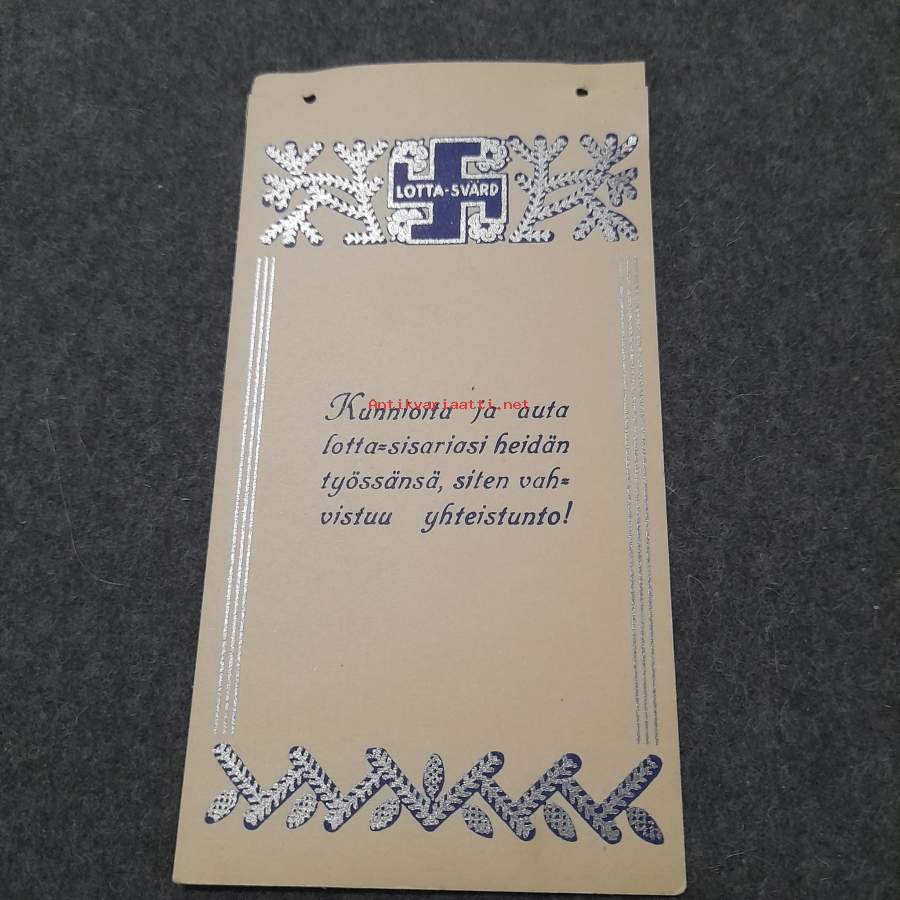 LOTTA-SVÄRD
Kunnioita ja auta
Antikvariaatti.net
lotta=sisariasi heidän
työssänsä, siten vah=
vistuu yhteistunto!